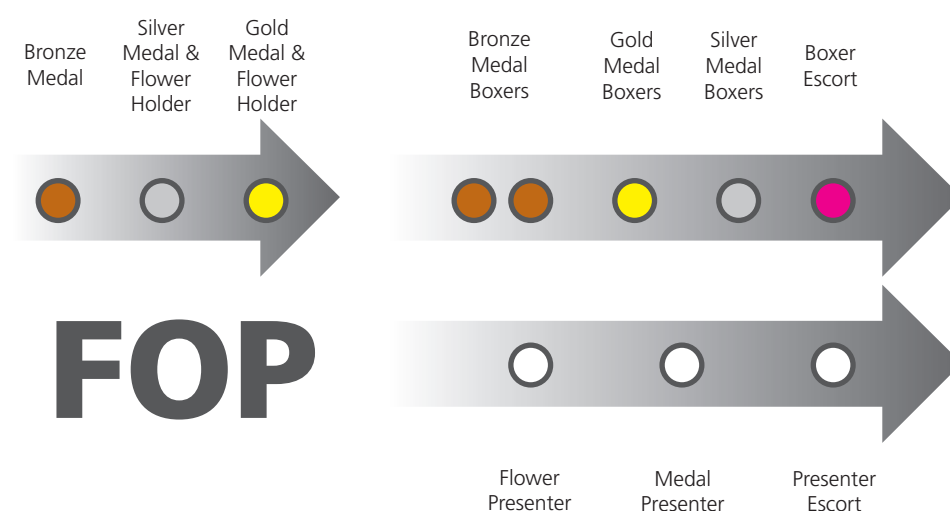 Bronze
Medal
Silver
Medal &
Flower
Holder
Gold
Medal &
Flower
Holder
Bronze
Medal
Boxers
Gold
Medal
Boxers
Silver
Medal
Boxers
Boxer
Escort
FOP
Flower
Presenter
Medal
Presenter
Presenter
Escort